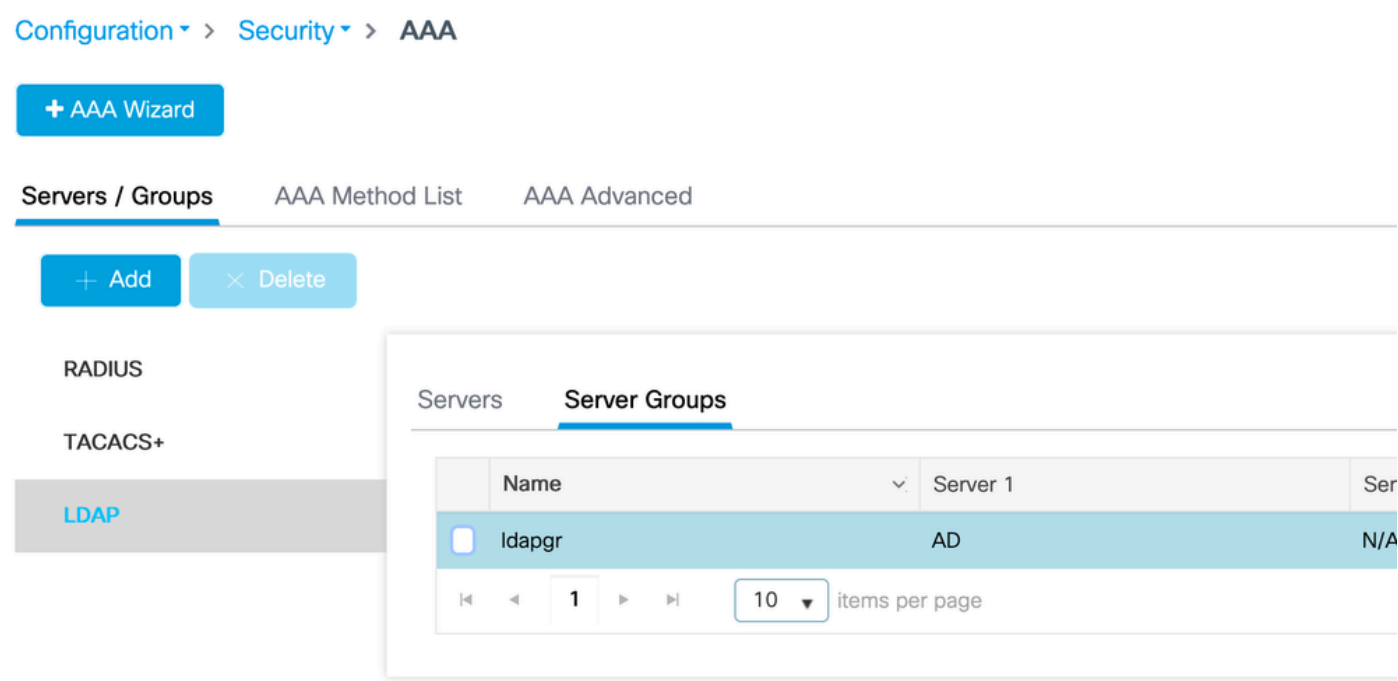 Configuration > Security > AAA
+ AAA Wizard
Servers / Groups AAA Method List AAA Advanced
+ Add × Delete
RADIUS
Servers Server Groups
TACACS+
Name Server 1 Ser
LDAP
ldapgr AD N/A
1 10 items per page